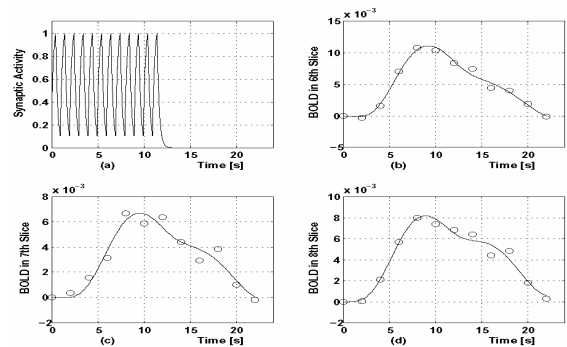 1
0.8
0.6
0.4
0.2
0
Synaptic Activity
0 5 10 15 20
(a) Time [s]
15 x 10⁻³
10
5
0
−5
BOLD in 6th Slice
0 5 10 15 20
(b) Time [s]
8 x 10⁻³
6
4
2
0
−2
BOLD in 7th Slice
0 5 10 15 20
(c) Time [s]
10 x 10⁻³
8
6
4
2
0
−2
BOLD in 8th Slice
0 5 10 15 20
(d) Time [s]